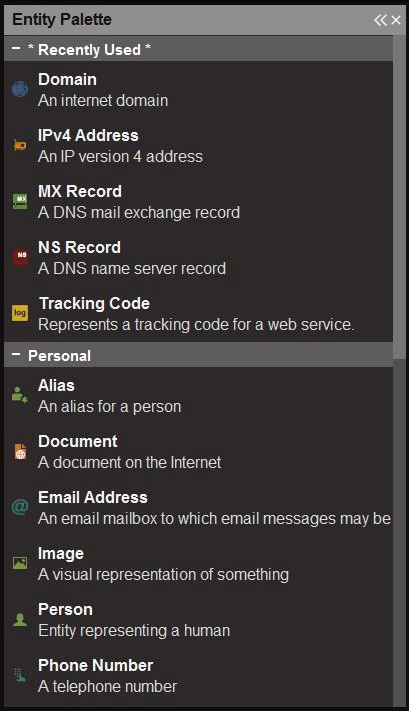 Entity Palette
* Recently Used *
Domain
An internet domain
IPv4 Address
An IP version 4 address
MX
MX Record
A DNS mail exchange record
NS
NS Record
A DNS name server record
log
Tracking Code
Represents a tracking code for a web service.
Personal
Alias
An alias for a person
Document
A document on the Internet
@
Email Address
An email mailbox to which email messages may be
Image
A visual representation of something
Person
Entity representing a human
Phone Number
A telephone number